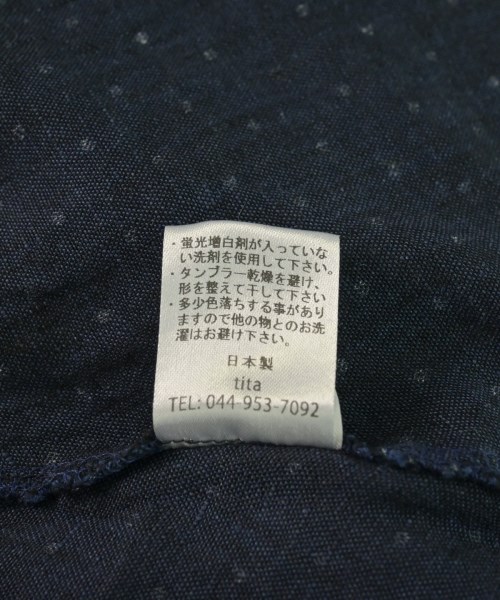 ・蛍光増白剤が入っていな
い洗剤を使用して下さい。
・タンブラー乾燥を避け、
形を整えて干して下さい
・多少色落ちする事があり
ますので他の物とのお洗
濯はお避け下さい。
日本製
tita
TEL: 044-953-7092